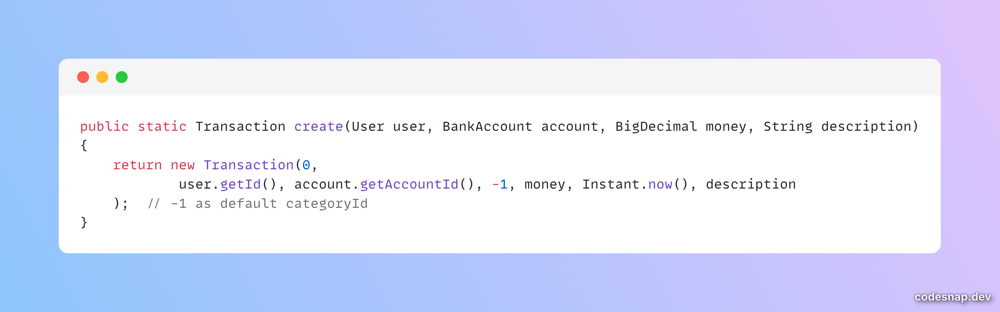 public static Transaction create(User user, BankAccount account, BigDecimal money, String description)
{
    return new Transaction(0,
            user.getId(), account.getAccountId(), -1, money, Instant.now(), description
    );  // -1 as default categoryId
}
codesnap.dev